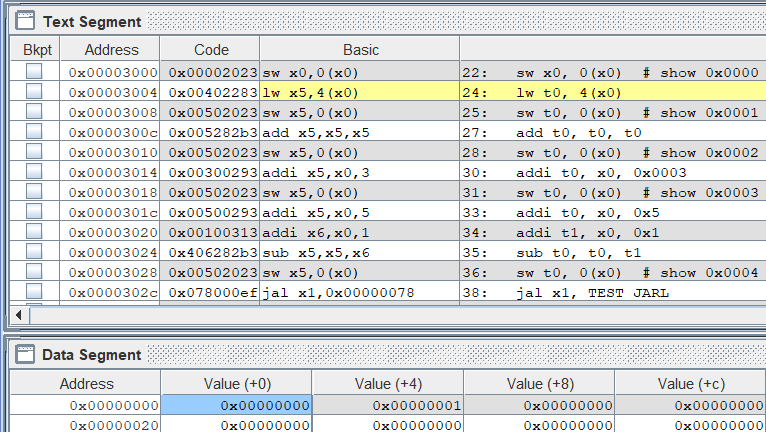 Text Segment
Bkpt Address Code Basic
0x00003000 0x00002023 sw x0,0(x0) 22: sw x0, 0(x0) # show 0x0000
0x00003004 0x00402283 lw x5,4(x0) 24: lw t0, 4(x0)
0x00003008 0x00502023 sw x5,0(x0) 25: sw t0, 0(x0) # show 0x0001
0x0000300c 0x005282b3 add x5,x5,x5 27: add t0, t0, t0
0x00003010 0x00502023 sw x5,0(x0) 28: sw t0, 0(x0) # show 0x0002
0x00003014 0x00300293 addi x5,x0,3 30: addi t0, x0, 0x0003
0x00003018 0x00502023 sw x5,0(x0) 31: sw t0, 0(x0) # show 0x0003
0x0000301c 0x00500293 addi x5,x0,5 33: addi t0, x0, 0x5
0x00003020 0x00100313 addi x6,x0,1 34: addi t1, x0, 0x1
0x00003024 0x406282b3 sub x5,x5,x6 35: sub t0, t0, t1
0x00003028 0x00502023 sw x5,0(x0) 36: sw t0, 0(x0) # show 0x0004
0x0000302c 0x078000ef jal x1,0x00000078 38: jal x1, TEST JARL
Data Segment
Address Value (+0) Value (+4) Value (+8) Value (+c)
0x00000000 0x00000000 0x00000001 0x00000000 0x00000000
0x00000020 0x00000000 0x00000000 0x00000000 0x00000000